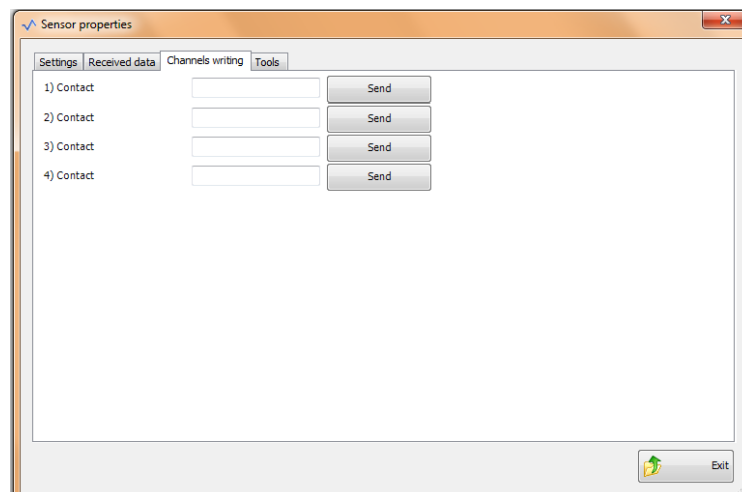 Sensor properties
Settings Received data Channels writing Tools
1) Contact Send
2) Contact Send
3) Contact Send
4) Contact Send
Exit